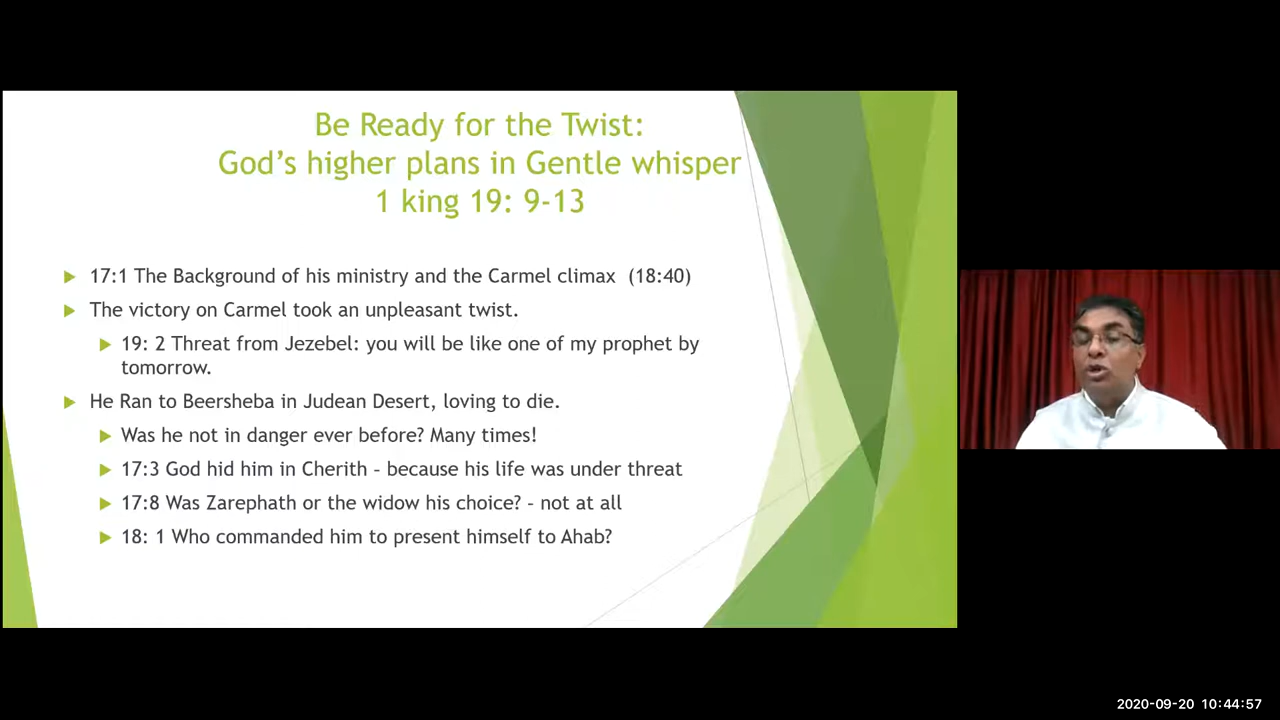 Be Ready for the Twist:
God's higher plans in Gentle whisper
1 king 19: 9-13
17:1 The Background of his ministry and the Carmel climax (18:40)
The victory on Carmel took an unpleasant twist.
19: 2 Threat from Jezebel: you will be like one of my prophet by
tomorrow.
He Ran to Beersheba in Judean Desert, loving to die.
Was he not in danger ever before? Many times!
17:3 God hid him in Cherith - because his life was under threat
17:8 Was Zarephath or the widow his choice? - not at all
18: 1 Who commanded him to present himself to Ahab?
2020-09-20 10:44:57